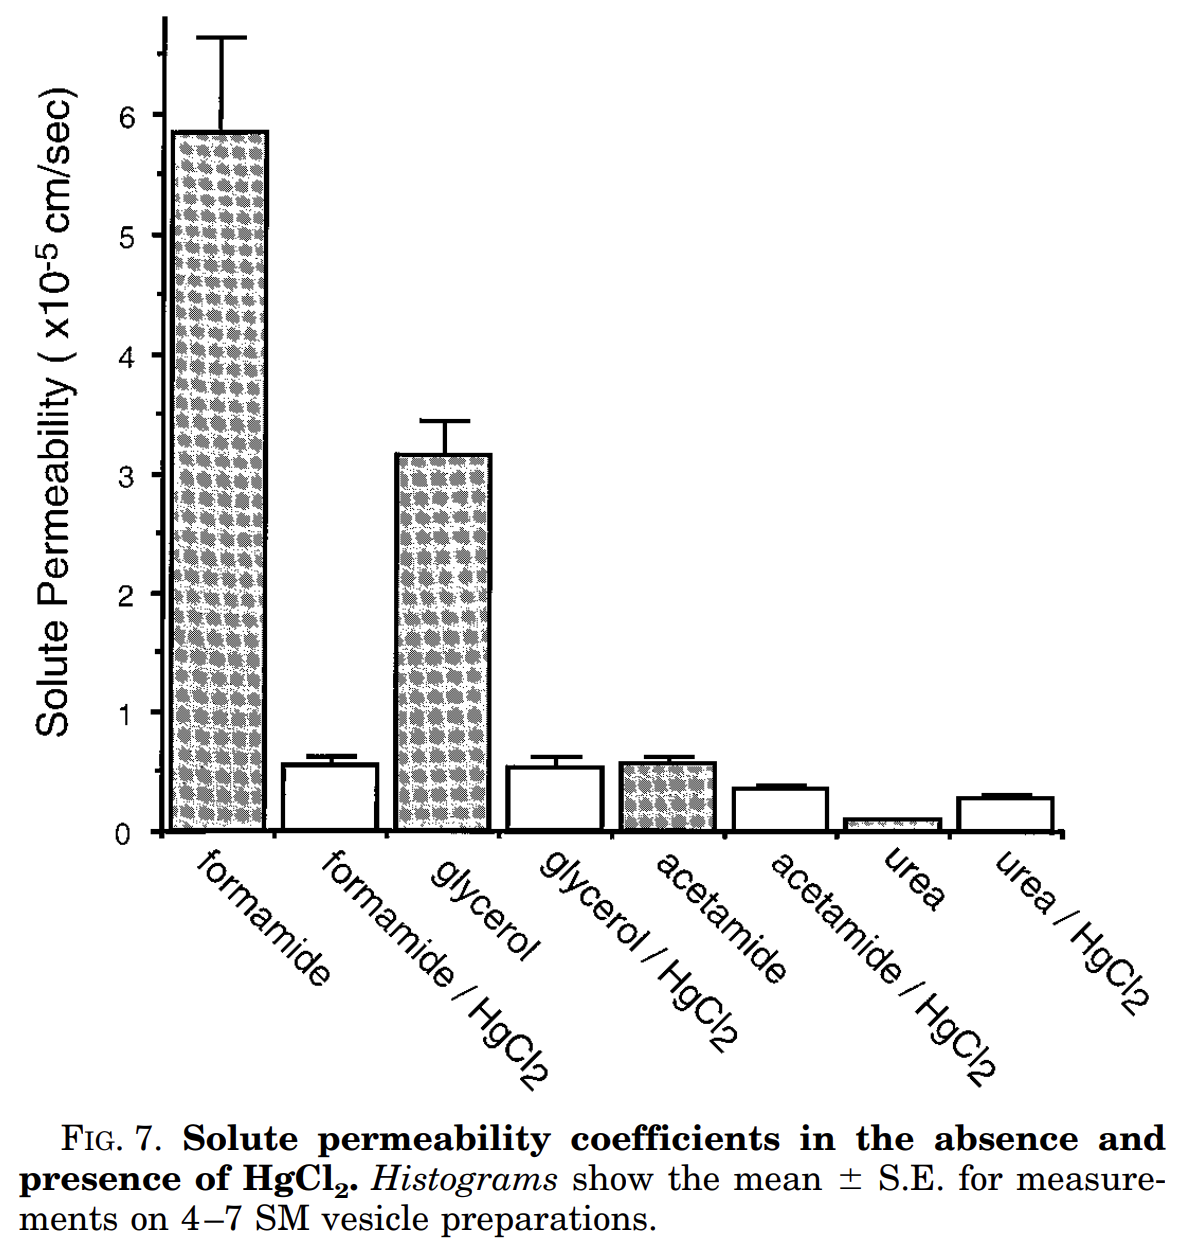 Solute Permeability ( x10-5 cm/sec)
6
5
4
3
2
1
0
formamide
formamide / HgCl2
glycerol
glycerol / HgCl2
acetamide
acetamide / HgCl2
urea
urea / HgCl2
FIG. 7. Solute permeability coefficients in the absence and
presence of HgCl2. Histograms show the mean ± S.E. for measure-
ments on 4–7 SM vesicle preparations.